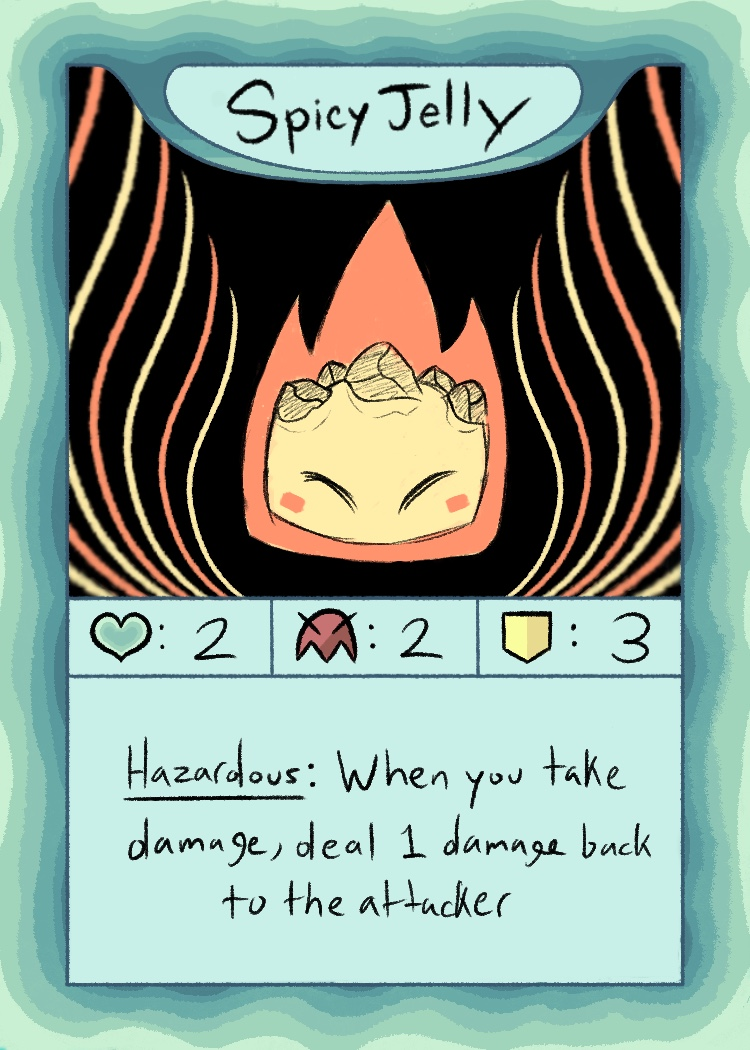 Spicy Jelly
: 2 : 2 : 3
Hazardous: When you take
damage, deal 1 damage back
to the attacker